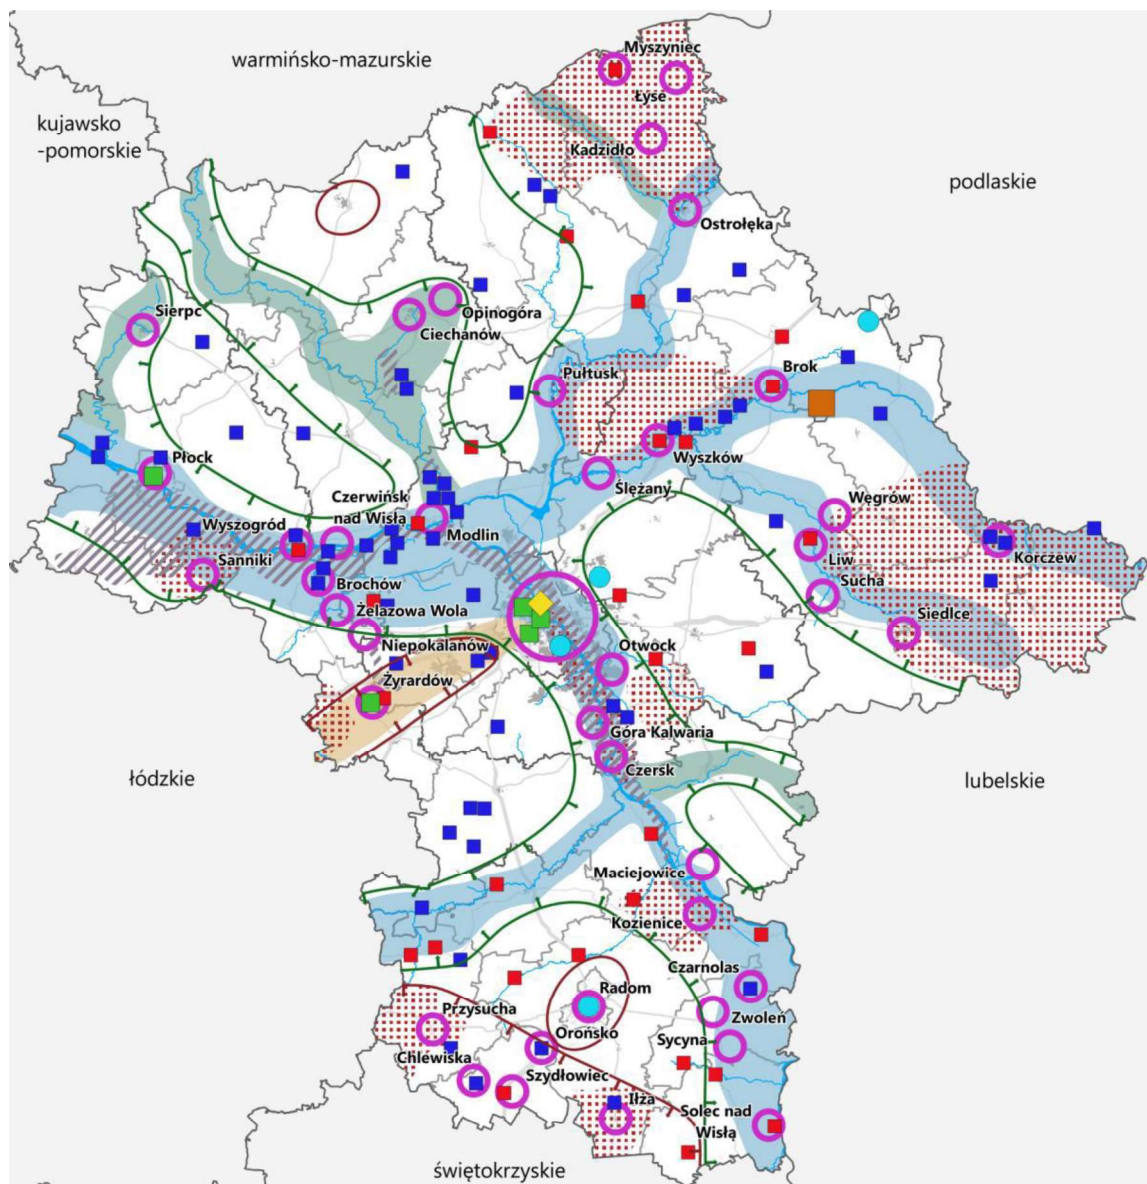 Myszyniec
warmińsko-mazurskie
Łyse
kujawsko
-pomorskie
Kadzidło
podlaskie
Ostrołęka
Sierpc
Opinogóra
Ciechanów
Pułtusk
Brok
Płock
Wyszków
Czerwińsk
nad Wisłą
Ślężany
Węgrów
Wyszogród
Modlin
Sanniki
Liw
Korczew
Brochów
Sucha
Żelazowa Wola
Siedlce
Niepokalanów
Otwock
Żyrardów
Góra Kalwaria
Czersk
łódzkie
lubelskie
Maciejowice
Kozienice
Czarnolas
Radom
Przysucha
Zwoleń
Orońsko
Sycyna
Chlewiska
Szydłowiec
Iłża
Solec nad
Wisłą
świętokrzyskie